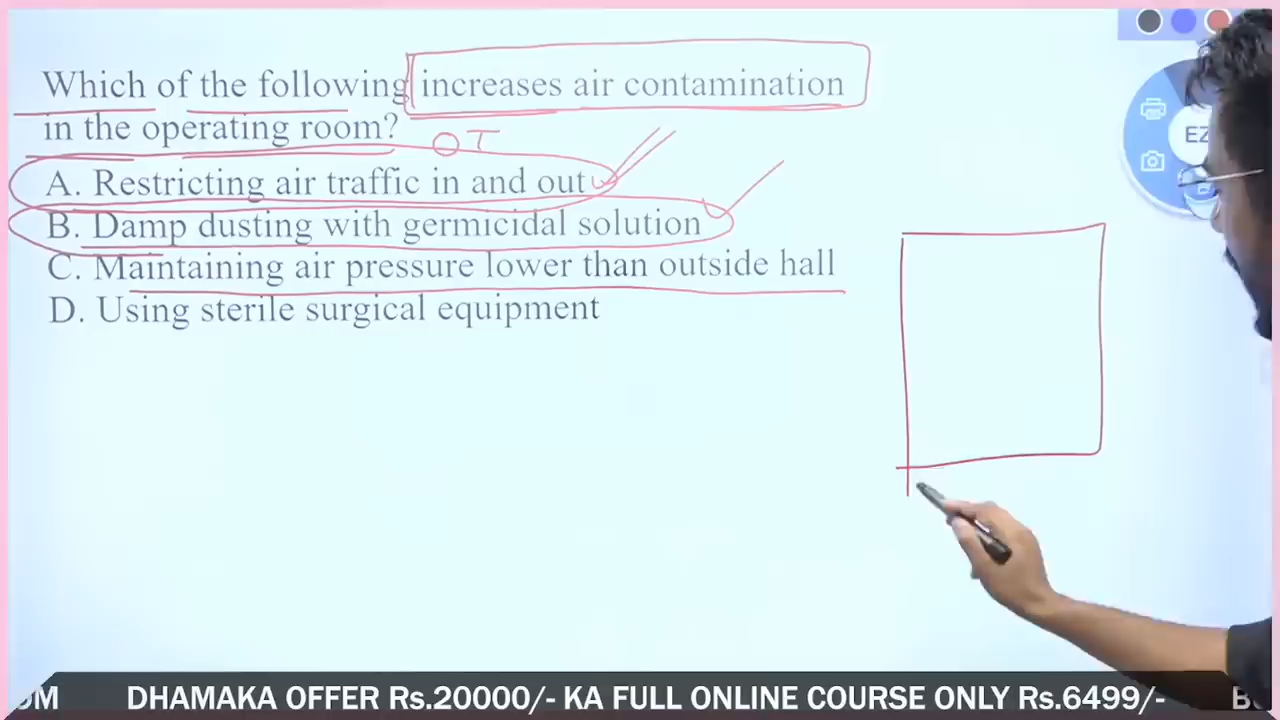 Which of the following increases air contamination
in the operating room?
OT
A. Restricting air traffic in and out
B. Damp dusting with germicidal solution
C. Maintaining air pressure lower than outside hall
D. Using sterile surgical equipment
EZ
OM DHAMAKA OFFER Rs.20000/- KA FULL ONLINE COURSE ONLY Rs.6499/-